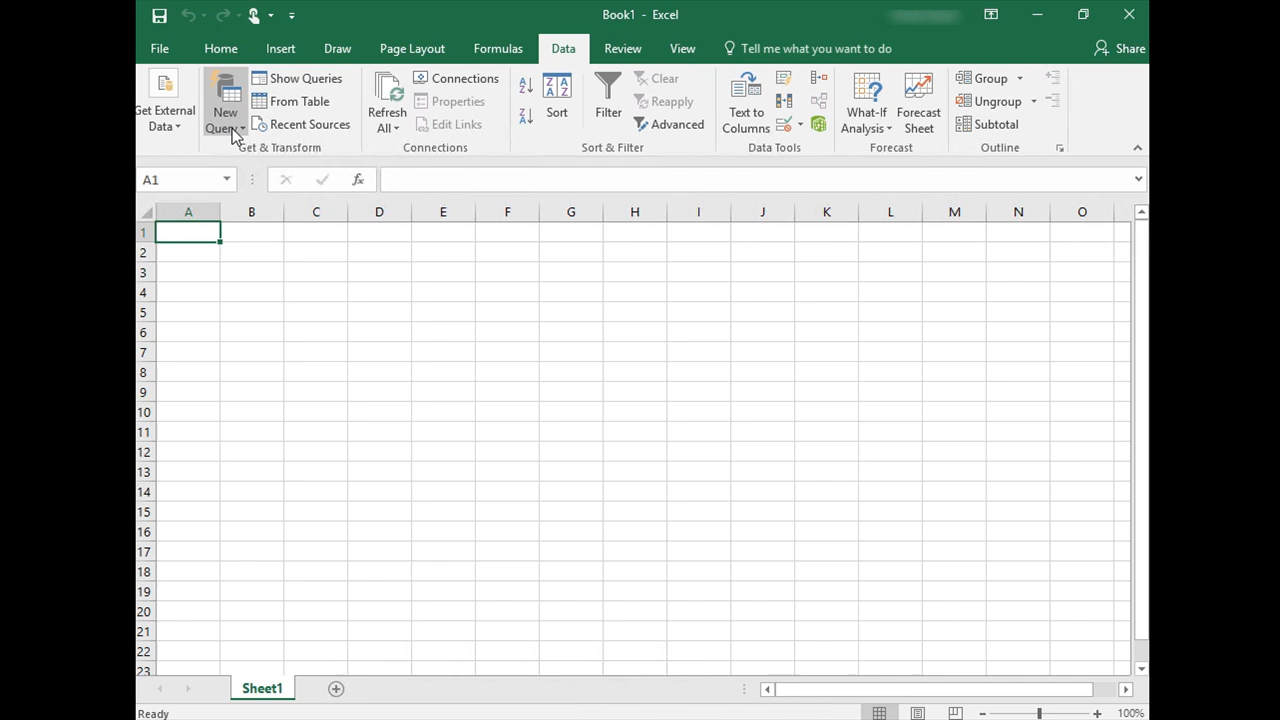 Book1 - Excel
File Home Insert Draw Page Layout Formulas Data Review View Tell me what you want to do Share
Get External Data
New Query
Show Queries
From Table
Recent Sources
Get & Transform
Refresh All
Connections
Properties
Edit Links
Connections
Sort
Filter
Clear
Reapply
Advanced
Sort & Filter
Text to Columns
Data Tools
What-If Analysis
Forecast Sheet
Forecast
Group
Ungroup
Subtotal
Outline
A1 fx
A B C D E F G H I J K L M N O
1
2
3
4
5
6
7
8
9
10
11
12
13
14
15
16
17
18
19
20
21
22
23
Sheet1
Ready 100%